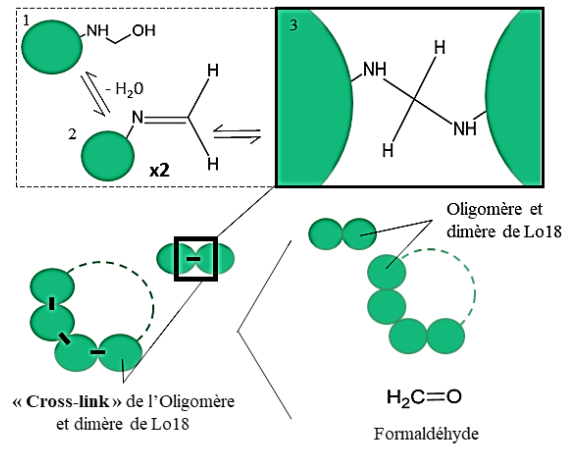 1
NH
OH
- H₂O
2
N
H
H
x2
3
NH
H
H
NH
Oligomère et
dimère de Lo18
« Cross-link » de l’Oligomère
et dimère de Lo18
H₂C=O
Formaldéhyde